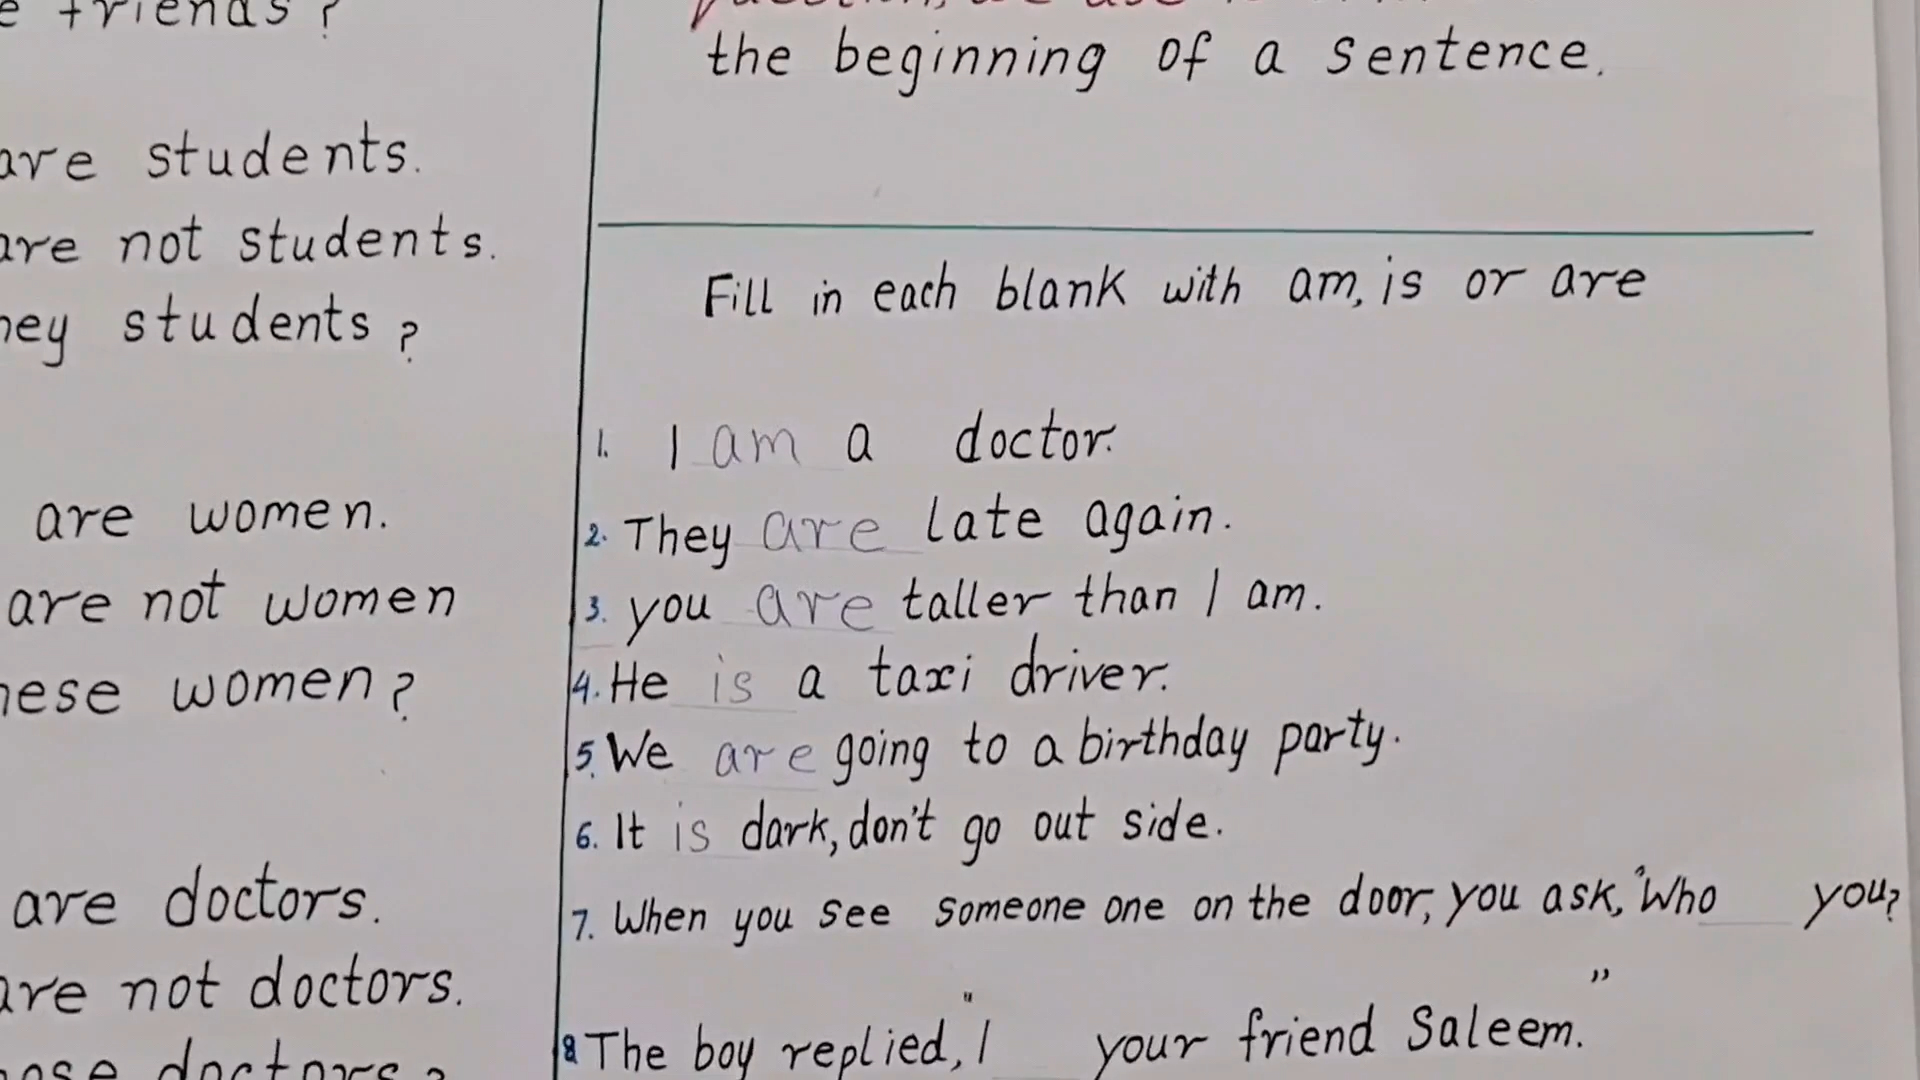 friends?
are students.
are not students.
students?
are women.
are not women
women?
are doctors.
are not doctors.
the beginning of a sentence.
Fill in each blank with am, is or are
1. I am a doctor.
2. They are late again.
3. you are taller than I am.
4. He is a taxi driver.
5. We are going to a birthday party.
6. It is dark, don't go out side.
7. When you see someone one on the door, you ask, "Who ___ you?
"
8 The boy replied, "I ___ your friend Saleem.